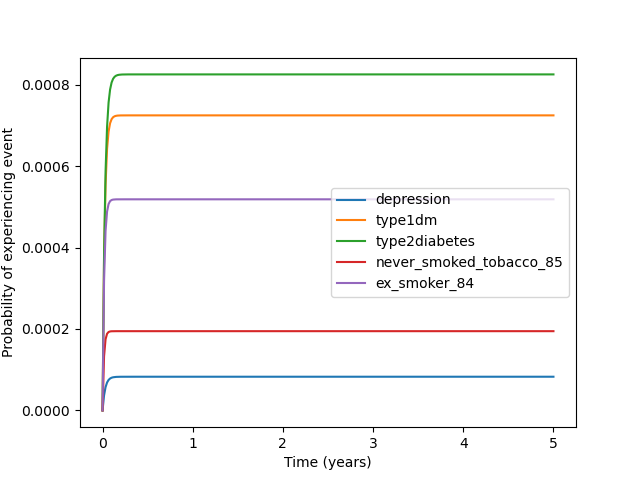 Probability of experiencing event
0.0008
0.0006
0.0004
0.0002
0.0000
depression
type1dm
type2diabetes
never_smoked_tobacco_85
ex_smoker_84
0 1 2 3 4 5
Time (years)